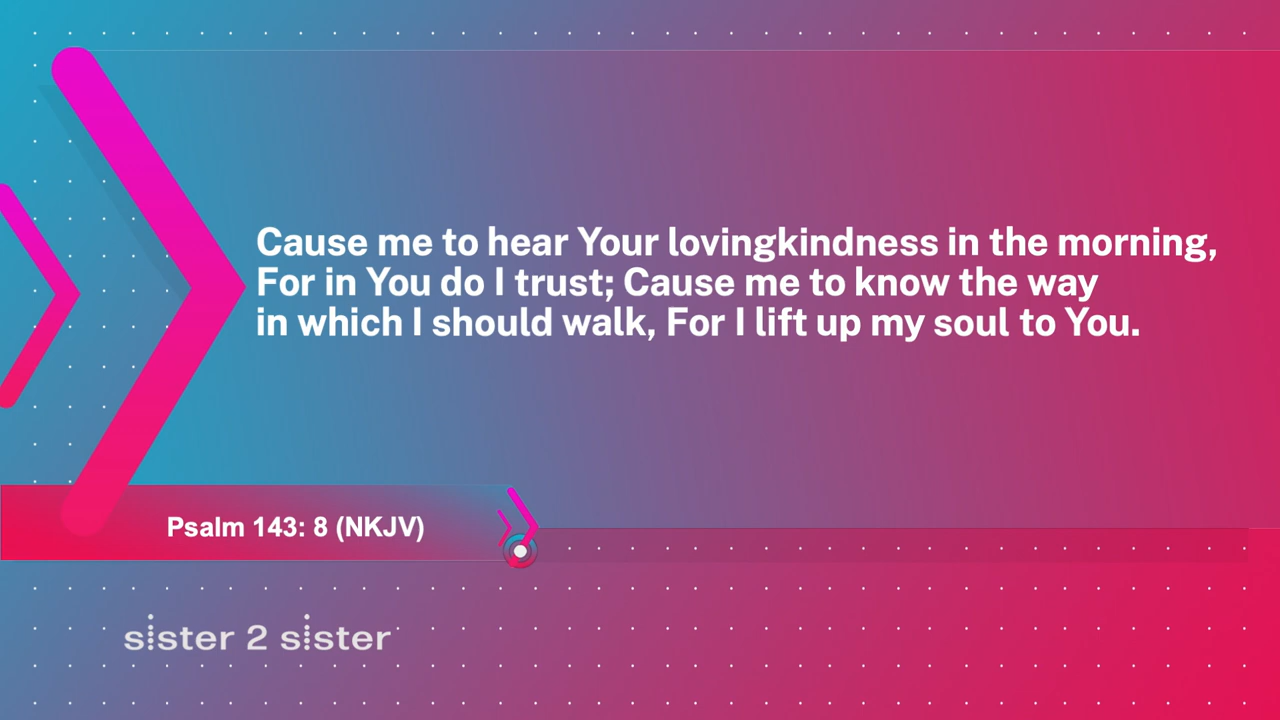 Cause me to hear Your lovingkindness in the morning,
For in You do I trust; Cause me to know the way
in which I should walk, For I lift up my soul to You.
Psalm 143: 8 (NKJV)
sister 2 sister